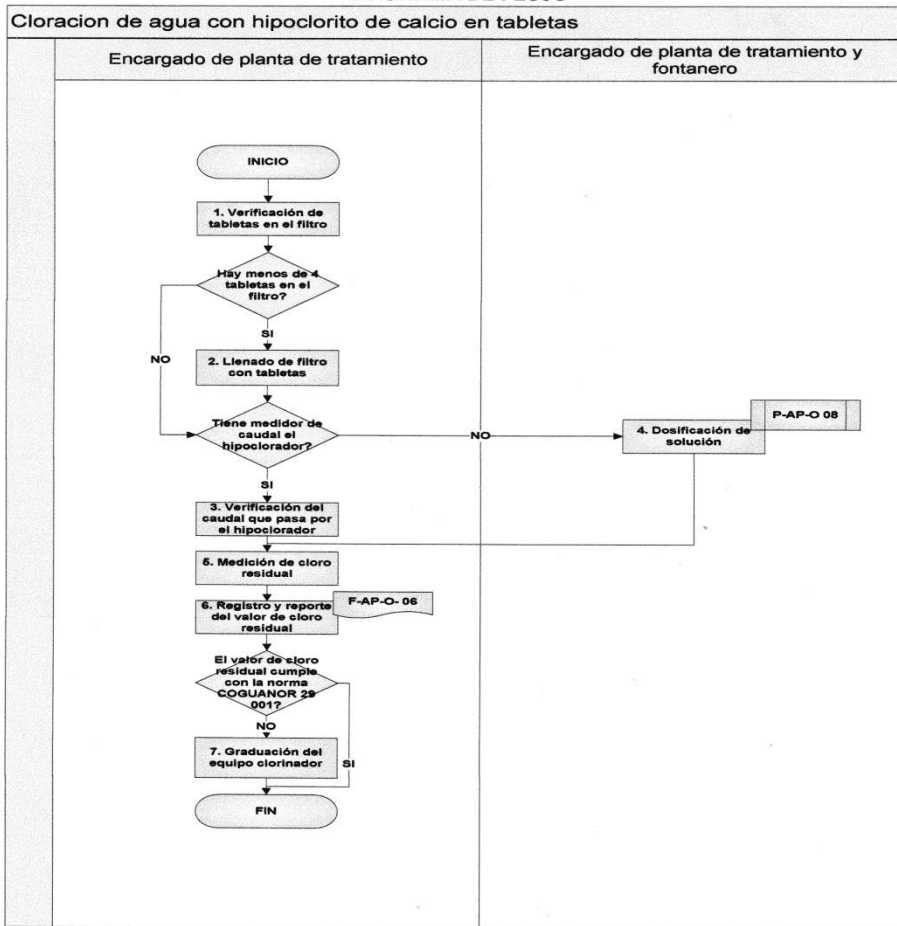 Cloracion de agua con hipoclorito de calcio en tabletas
Encargado de planta de tratamiento
Encargado de planta de tratamiento y
fontanero
INICIO
1. Verificación de
tabletas en el filtro
Hay menos de 4
tabletas en el
filtro?
SI
NO
2. Llenado de filtro
con tabletas
Tiene medidor de
caudal el
hipoclorador?
NO
P-AP-O 08
4. Dosificación de
solución
SI
3. Verificación del
caudal que pasa por
el hipoclorador
5. Medición de cloro
residual
6. Registro y reporte
del valor de cloro
residual
F-AP-O- 06
El valor de cloro
residual cumple
con la norma
COGUANOR 29
001?
NO
SI
7. Graduación del
equipo clorinador
FIN